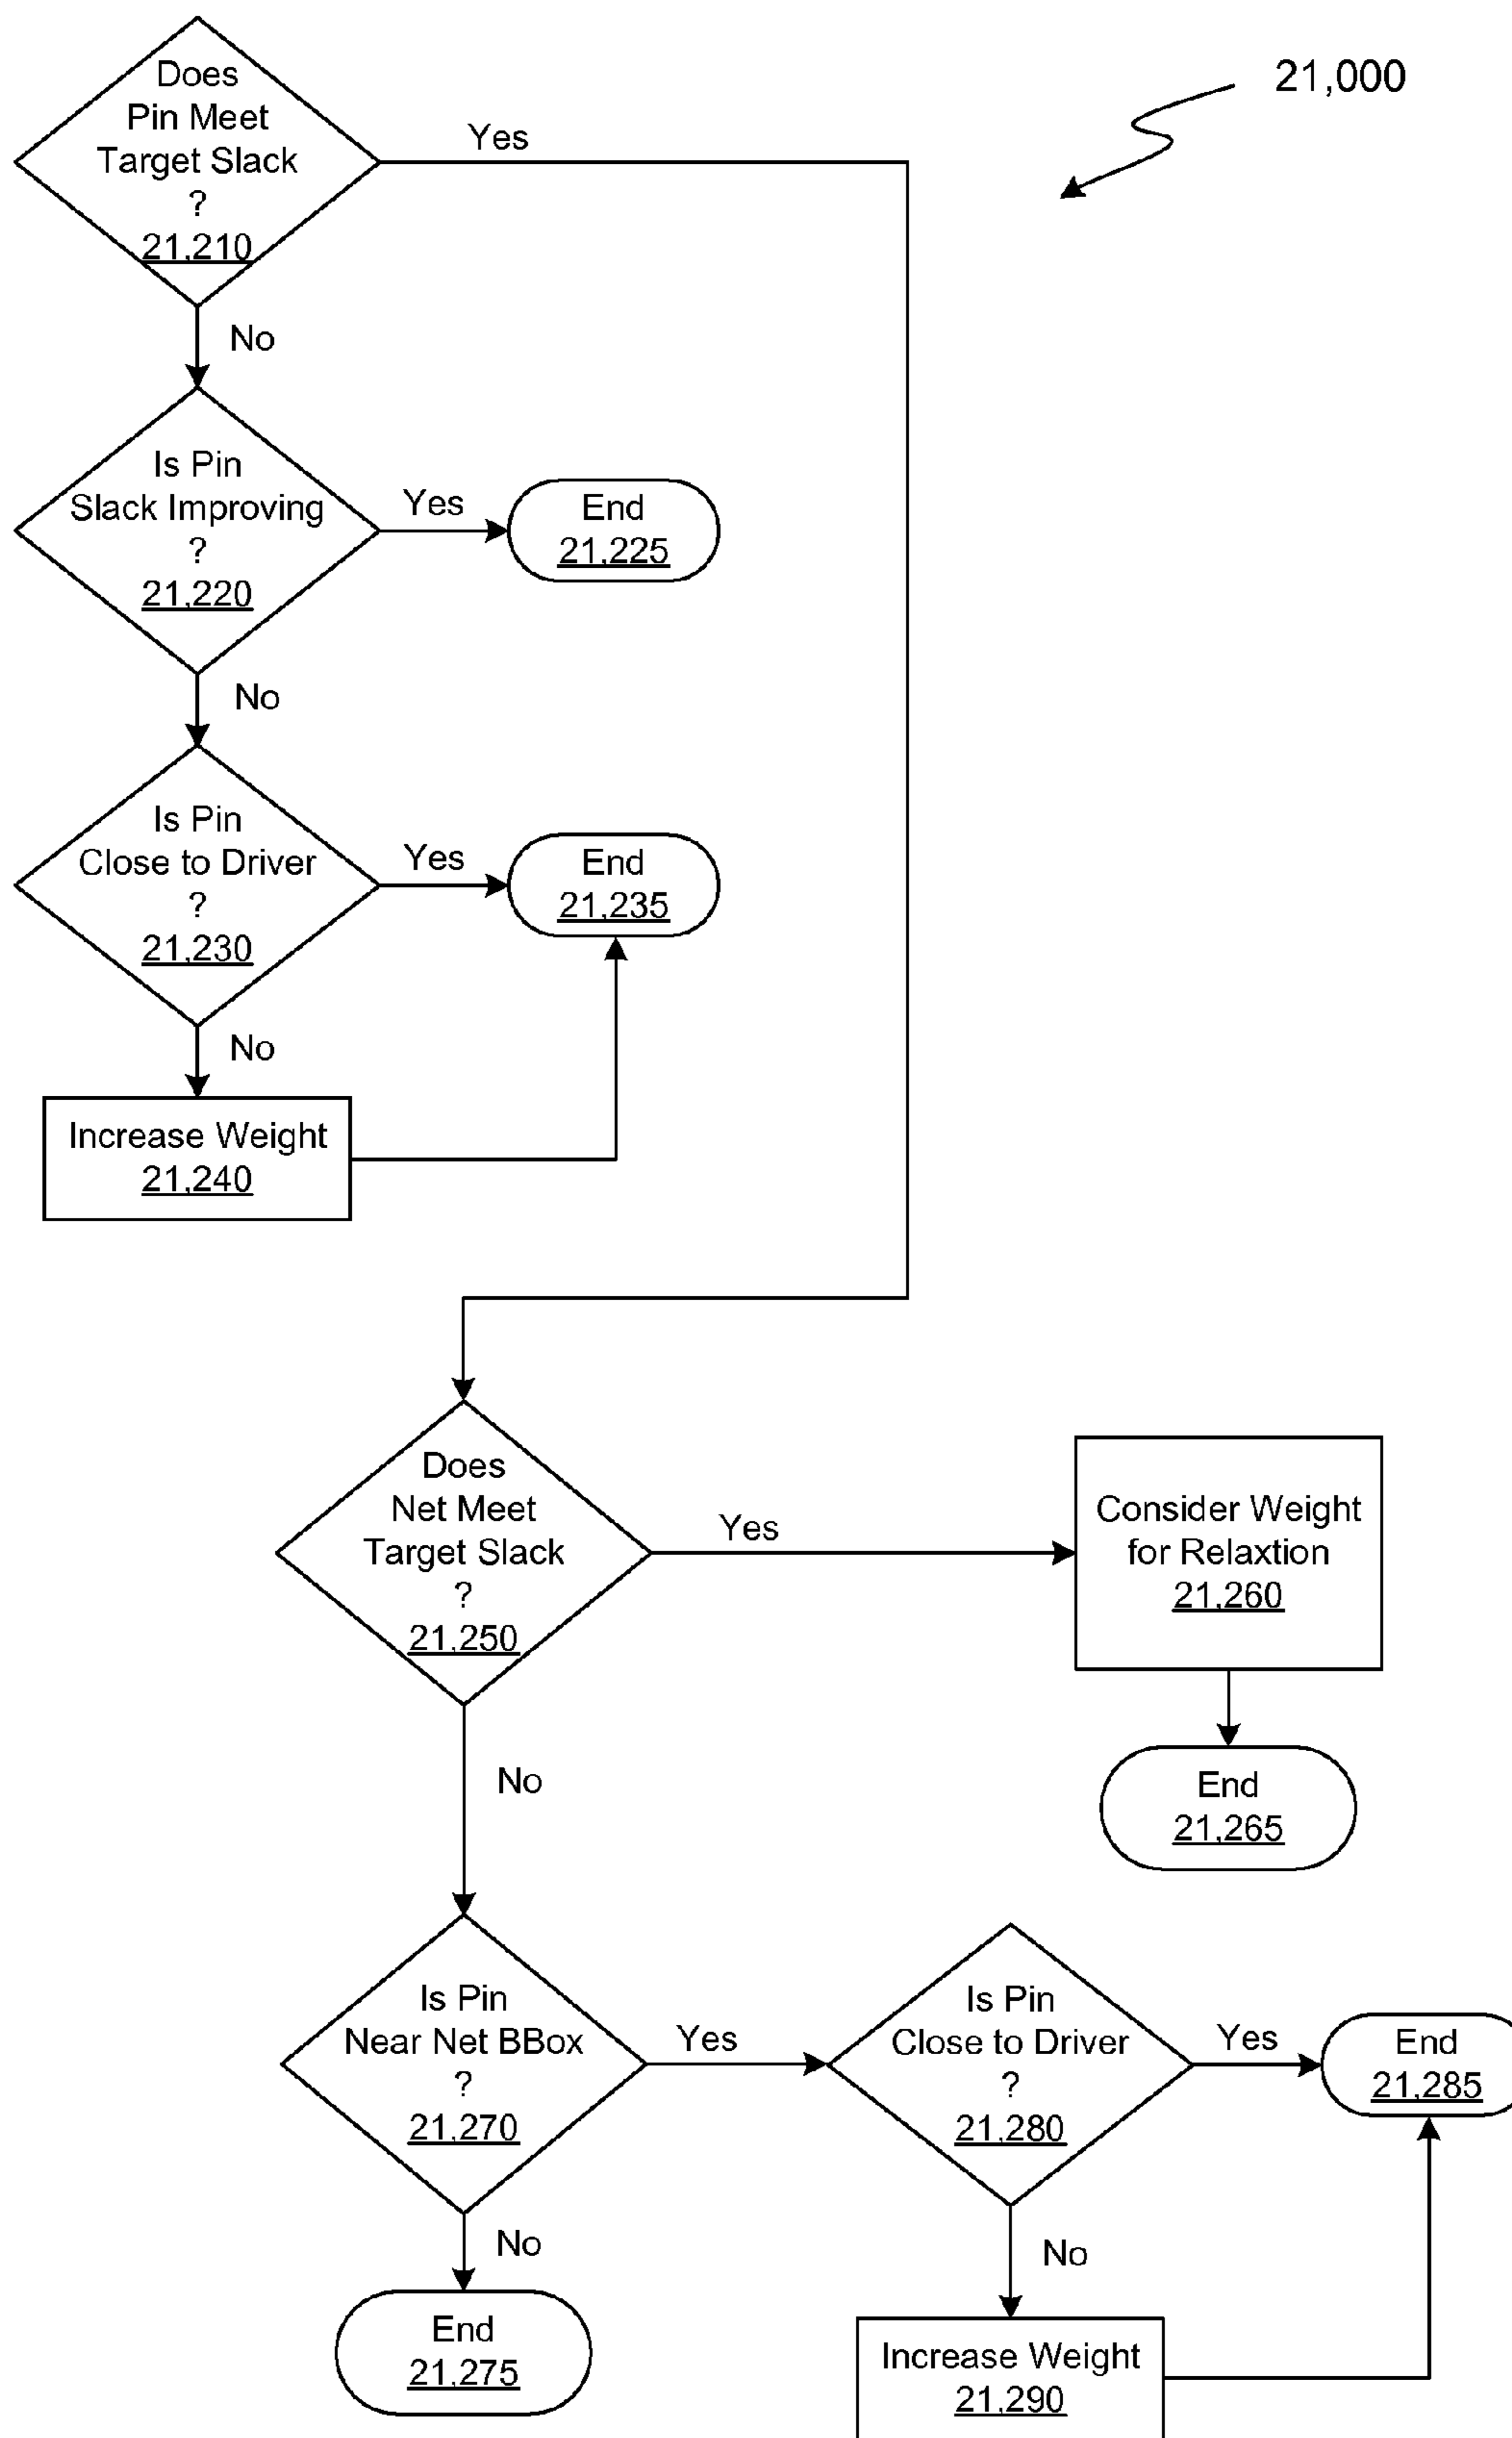 21,000
Does
Pin Meet
Target Slack
?
21,210
Yes
No
Is Pin
Slack Improving
?
21,220
Yes
End
21,225
No
Is Pin
Close to Driver
?
21,230
Yes
End
21,235
No
Increase Weight
21,240
Does
Net Meet
Target Slack
?
21,250
Yes
Consider Weight
for Relaxtion
21,260
End
21,265
No
Is Pin
Near Net BBox
?
21,270
Yes
Is Pin
Close to Driver
?
21,280
Yes
End
21,285
No
End
21,275
No
Increase Weight
21,290